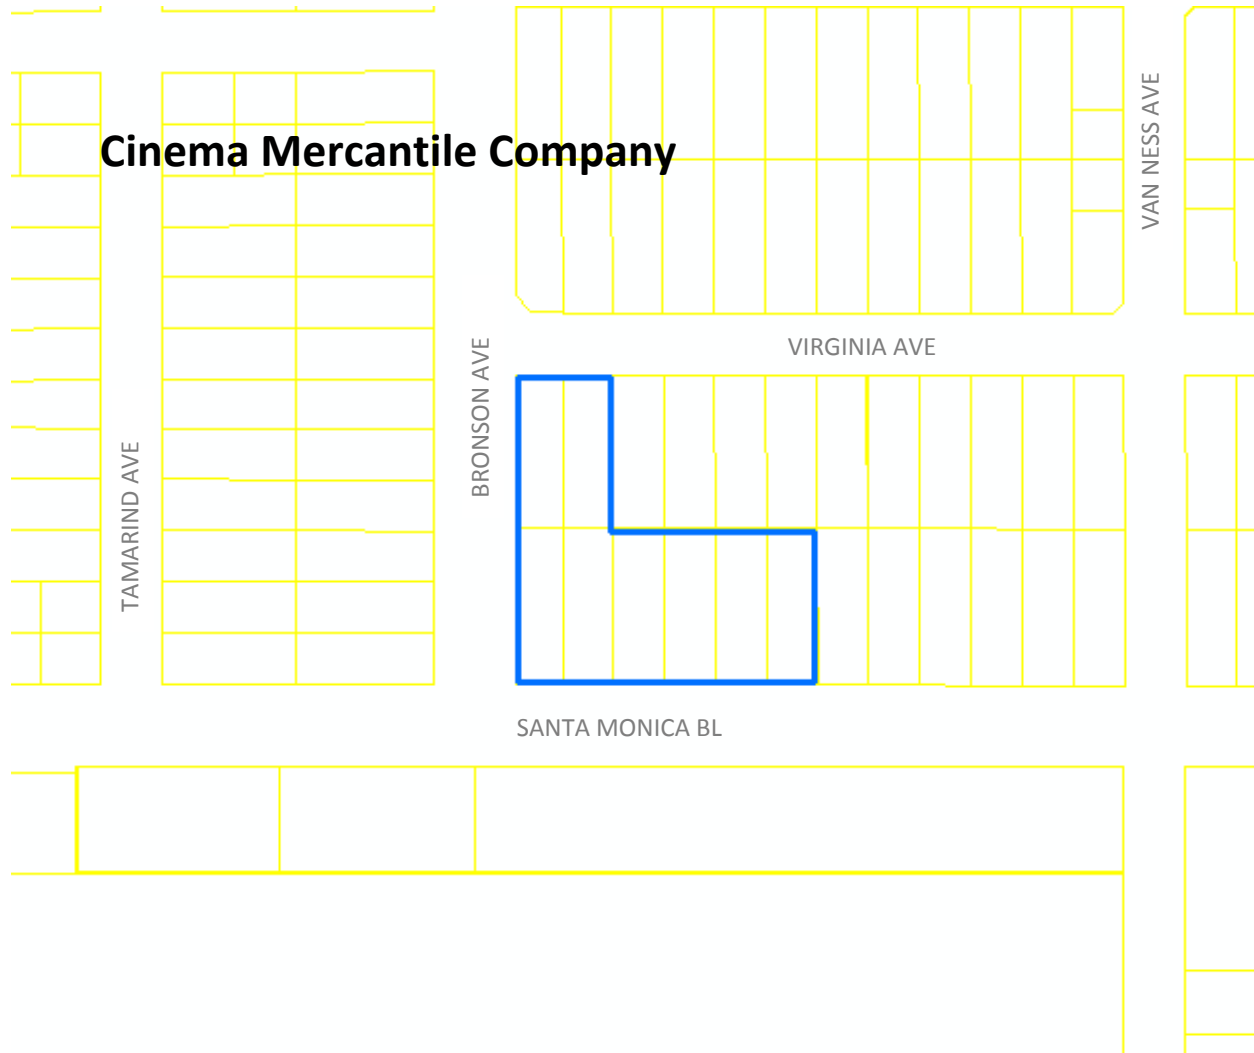 Cinema Mercantile Company
VAN NESS AVE
VIRGINIA AVE
BRONSON AVE
TAMARIND AVE
SANTA MONICA BL